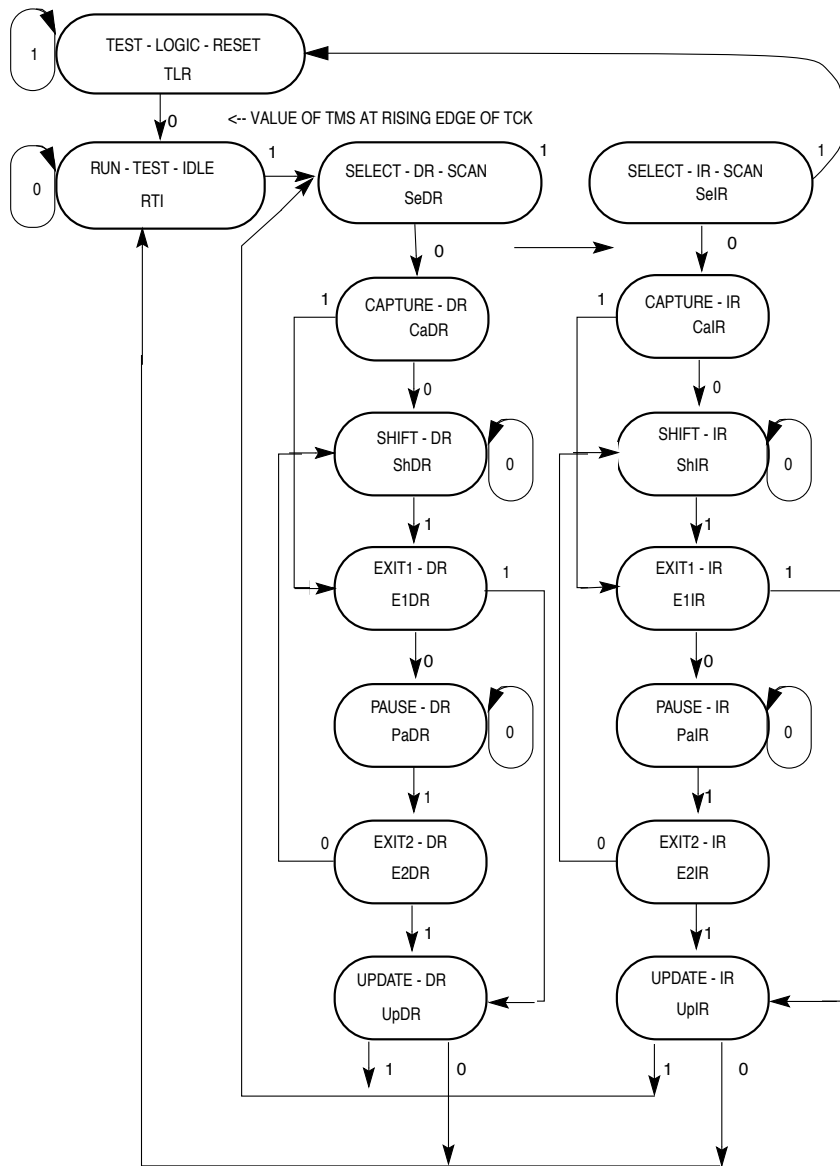 TEST - LOGIC - RESET
TLR
1
0
<-- VALUE OF TMS AT RISING EDGE OF TCK
RUN - TEST - IDLE
RTI
0
1
SELECT - DR - SCAN
SeDR
1
SELECT - IR - SCAN
SeIR
1
0
0
1
CAPTURE - DR
CaDR
1
CAPTURE - IR
CaIR
0
0
SHIFT - DR
ShDR
0
SHIFT - IR
ShIR
0
1
1
EXIT1 - DR
E1DR
1
EXIT1 - IR
E1IR
1
0
0
PAUSE - DR
PaDR
0
PAUSE - IR
PaIR
0
1
1
0
EXIT2 - DR
E2DR
0
EXIT2 - IR
E2IR
1
1
UPDATE - DR
UpDR
UPDATE - IR
UpIR
1
0
1
0